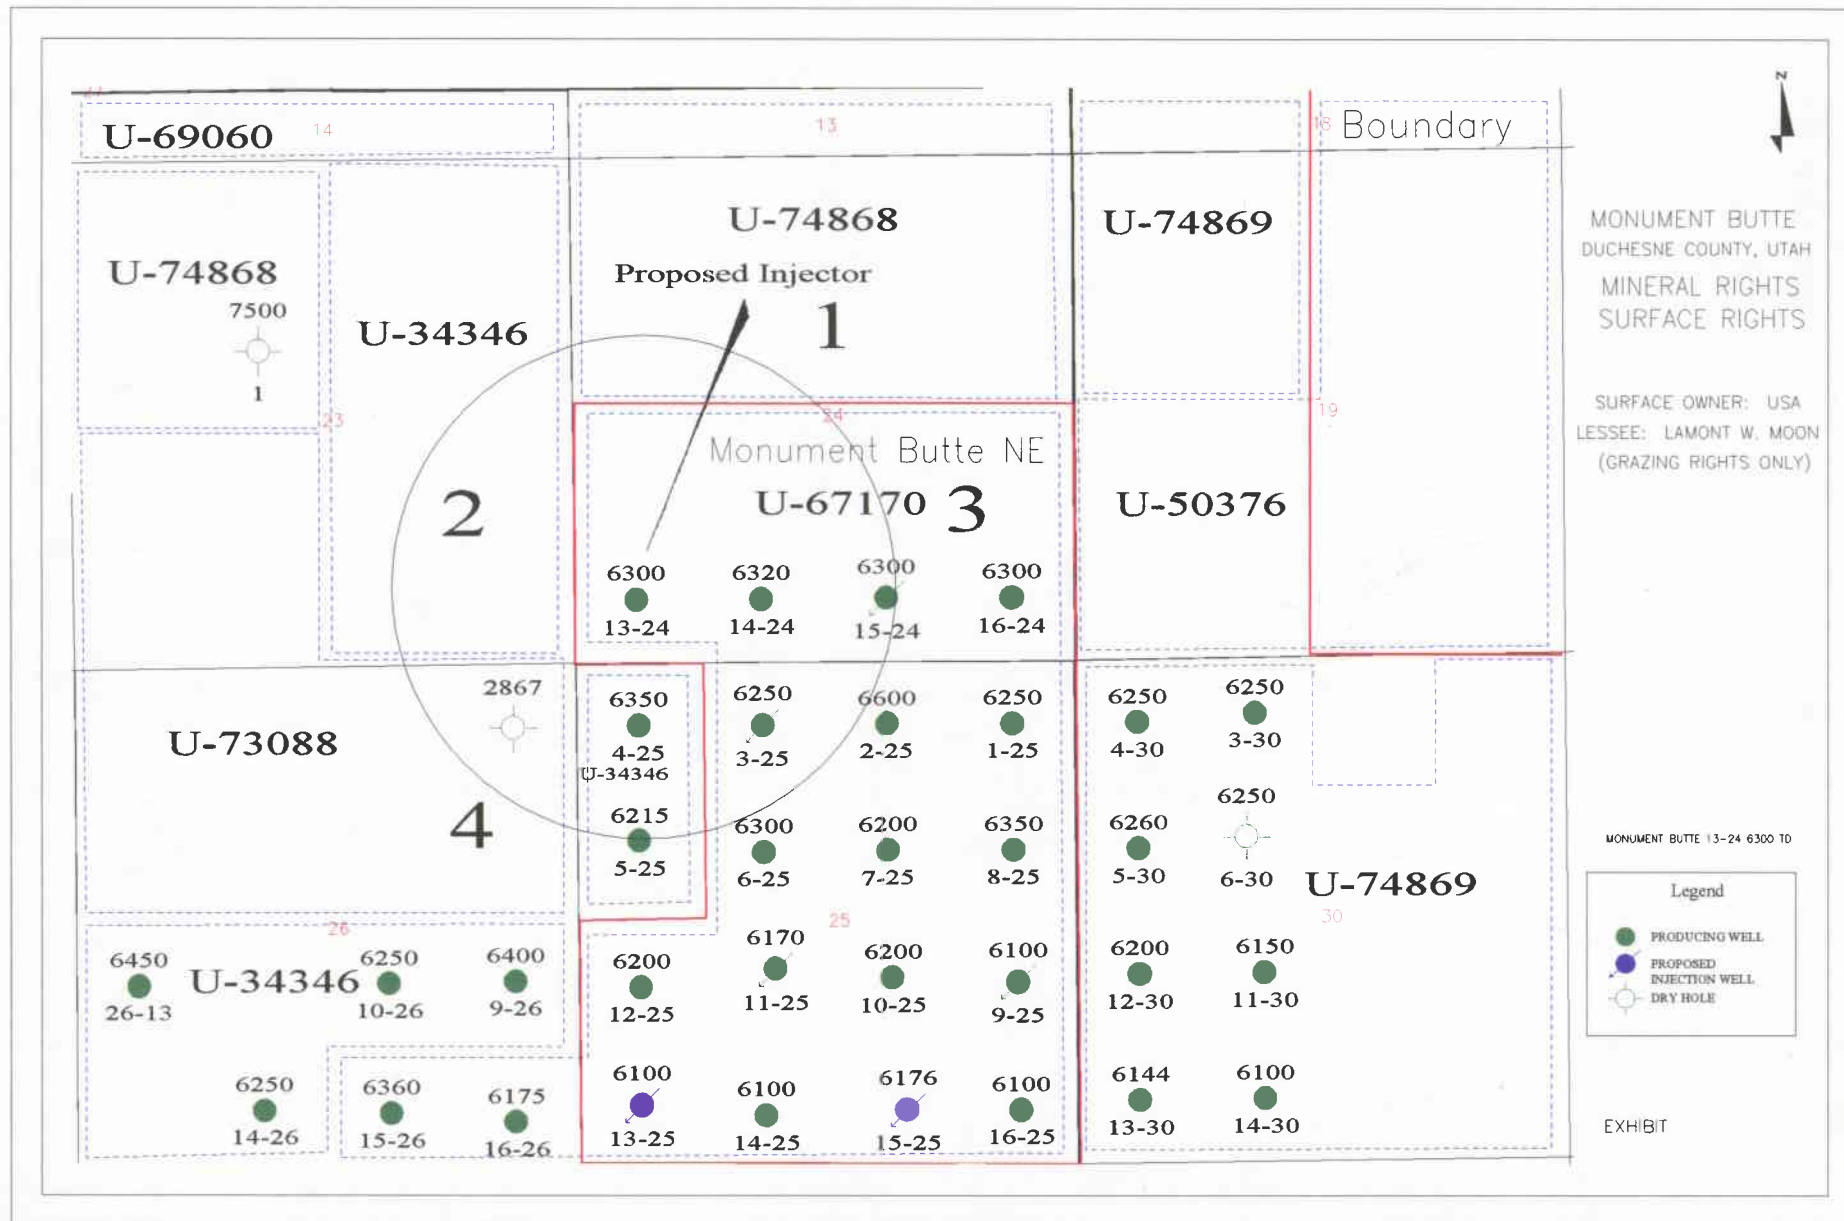 N
U-69060
14
13
18
Boundary
U-74868
U-74869
MONUMENT BUTTE
DUCHESNE COUNTY, UTAH
MINERAL RIGHTS
SURFACE RIGHTS
U-74868
7500
1
U-34346
Proposed Injector
1
23
24
19
SURFACE OWNER: USA
LESSEE: LAMONT W. MOON
(GRAZING RIGHTS ONLY)
Monument Butte NE
2
U-67170
3
U-50376
6300
6320
6300
6300
13-24
14-24
15-24
16-24
2867
6350
6250
6600
6250
6250
6250
U-73088
4-25
3-25
2-25
1-25
4-30
3-30
U-34346
4
6250
6215
6300
6200
6350
6260
5-25
6-25
7-25
8-25
5-30
6-30
U-74869
MONUMENT BUTTE 13-24 6300 TD
Legend
PRODUCING WELL
PROPOSED
INJECTION WELL
DRY HOLE
26
25
30
6450
U-34346
6250
6400
6200
6170
6200
6100
6200
6150
26-13
10-26
9-26
12-25
11-25
10-25
9-25
12-30
11-30
6250
6360
6175
6100
6100
6176
6100
6144
6100
14-26
15-26
16-26
13-25
14-25
15-25
16-25
13-30
14-30
EXHIBIT